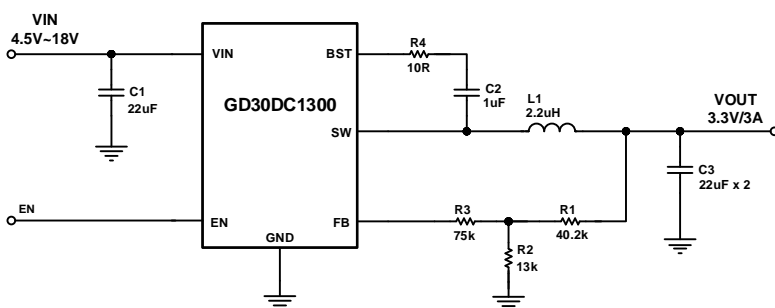 VIN
4.5V~18V
C1
22uF
EN
VIN
GD30DC1300
EN
GND
BST
SW
FB
R4
10R
C2
1uF
L1
2.2uH
VOUT
3.3V/3A
C3
22uF x 2
R3
75k
R1
40.2k
R2
13k